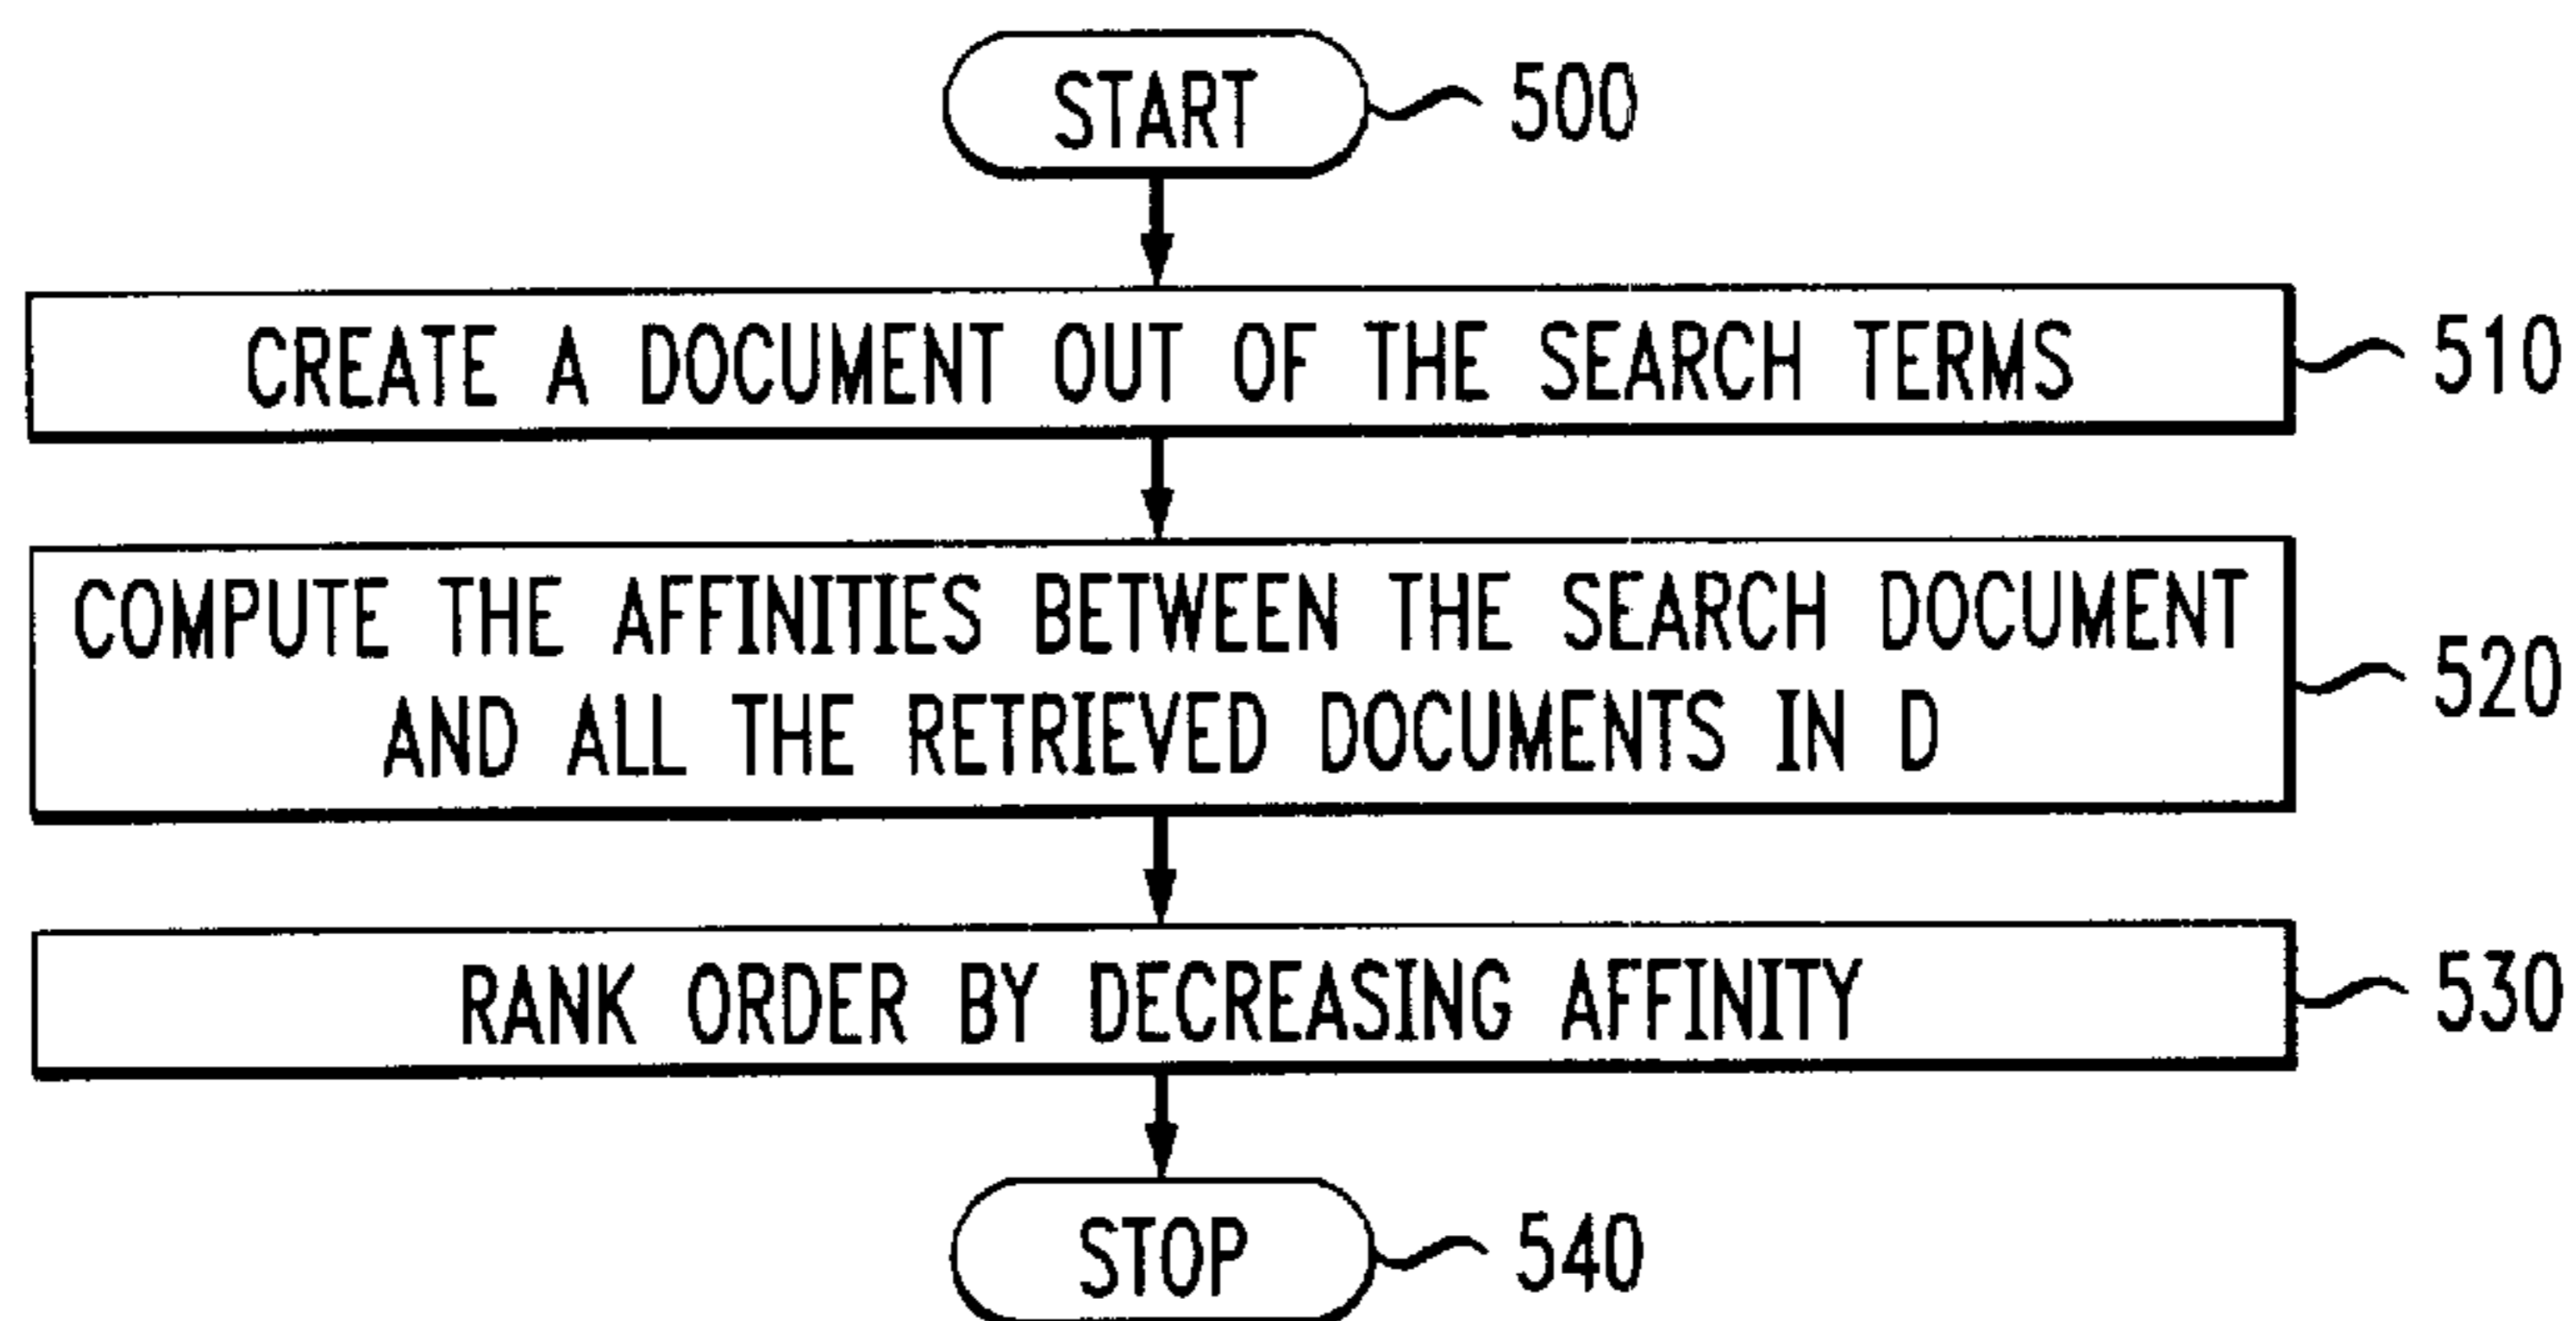 START 500
CREATE A DOCUMENT OUT OF THE SEARCH TERMS 510
COMPUTE THE AFFINITIES BETWEEN THE SEARCH DOCUMENT
AND ALL THE RETRIEVED DOCUMENTS IN D 520
RANK ORDER BY DECREASING AFFINITY 530
STOP 540